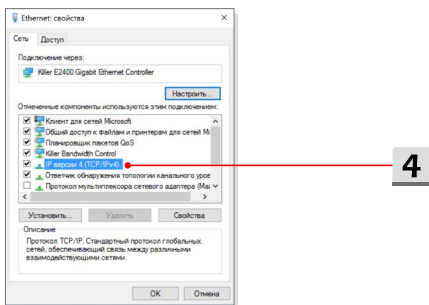 Ethernet: свойства
Сеть Доступ
Подключение через:
Killer E2400 Gigabit Ethernet Controller
Настроить...
Отмеченные компоненты используются этим подключением:
Клиент для сетей Microsoft
Общий доступ к файлам и принтерам для сетей Mi
Планировщик пакетов QoS
Killer Bandwidth Control
IP версии 4 (TCP/IPv4)
4
Ответчик обнаружения топологии канального уров
Протокол мультиплексора сетевого адаптера (Май
Установить... Удалить Свойства
Описание
Протокол TCP/IP. Стандартный протокол глобальных
сетей, обеспечивающий связь между различными
взаимодействующими сетями.
OK Отмена